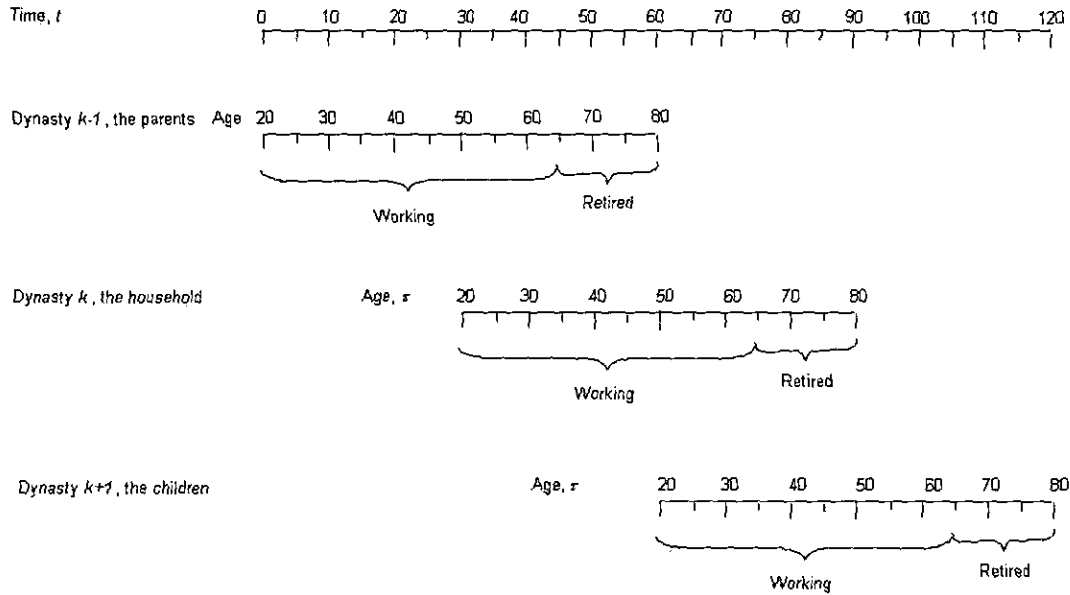 Time, t 0 10 20 30 40 50 60 70 80 90 100 110 120
Dynasty k-1, the parents Age 20 30 40 50 60 70 80
Working
Retired
Dynasty k, the household Age, τ 20 30 40 50 60 70 80
Working
Retired
Dynasty k+1, the children Age, τ 20 30 40 50 60 70 80
Working
Retired